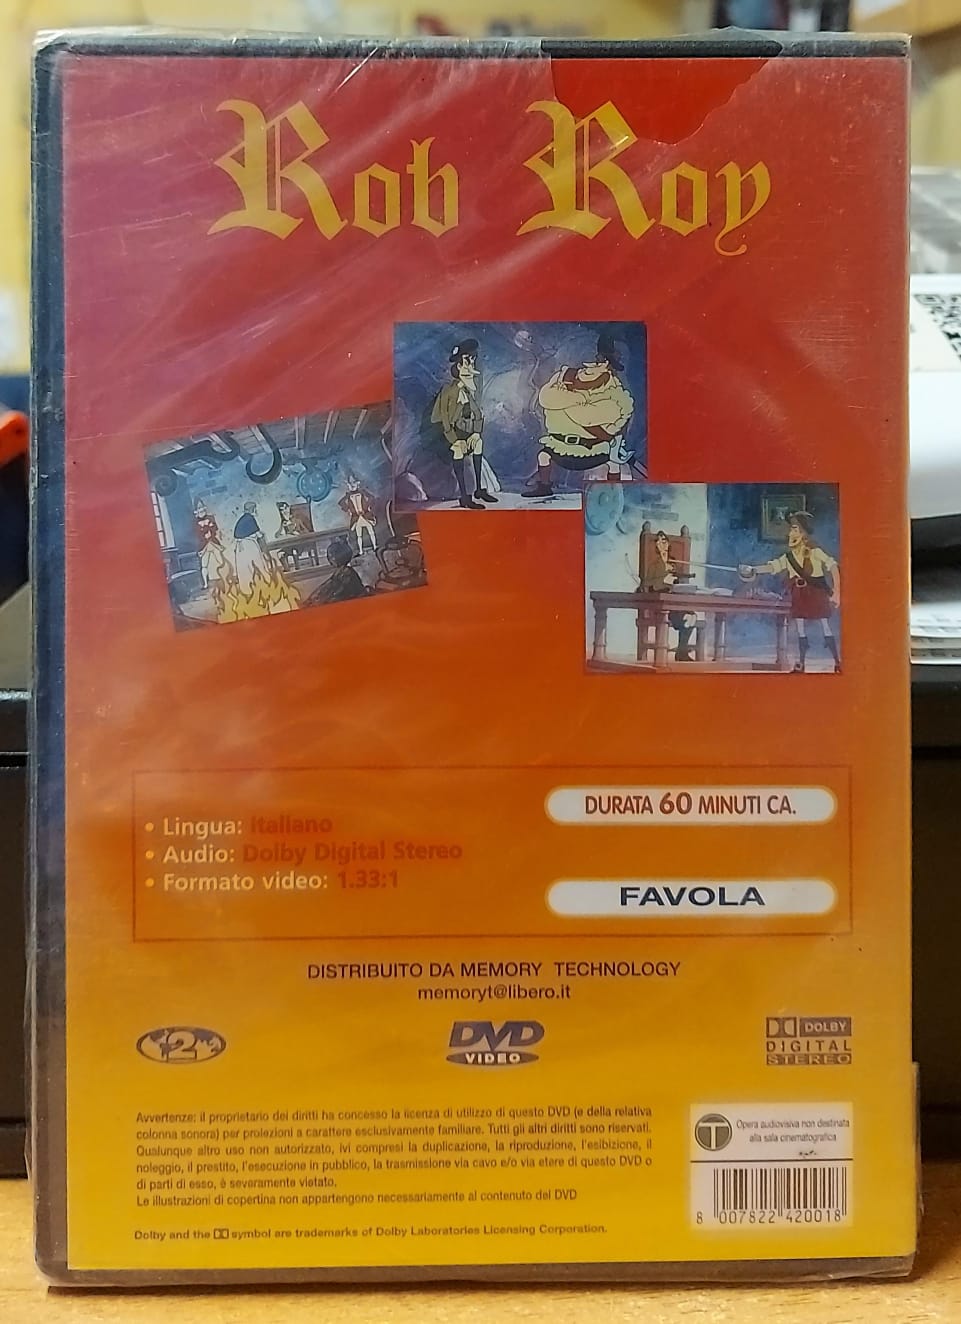 Rob Roy
• Lingua: Italiano
• Audio: Dolby Digital Stereo
• Formato video: 1.33:1
DURATA 60 MINUTI CA.
FAVOLA
DISTRIBUITO DA MEMORY TECHNOLOGY
memoryt@libero.it
2
DVD
VIDEO
DOLBY
DIGITAL
STEREO
Avvertenze: il proprietario dei diritti ha concesso la licenza di utilizzo di questo DVD (e della relativa
colonna sonora) per proiezioni a carattere esclusivamente familiare. Tutti gli altri diritti sono riservati.
Qualunque altro uso non autorizzato, ivi compresi la duplicazione, la riproduzione, l'esibizione, il
noleggio, il prestito, l'esecuzione in pubblico, la trasmissione via cavo e/o via etere di questo DVD o
di parti di esso, è severamente vietato.
Le illustrazioni di copertina non appartengono necessariamente al contenuto del DVD
Dolby and the DD symbol are trademarks of Dolby Laboratories Licensing Corporation.
T
Opera audiovisiva non destinata
alla sala cinematografica
8 007822 420018